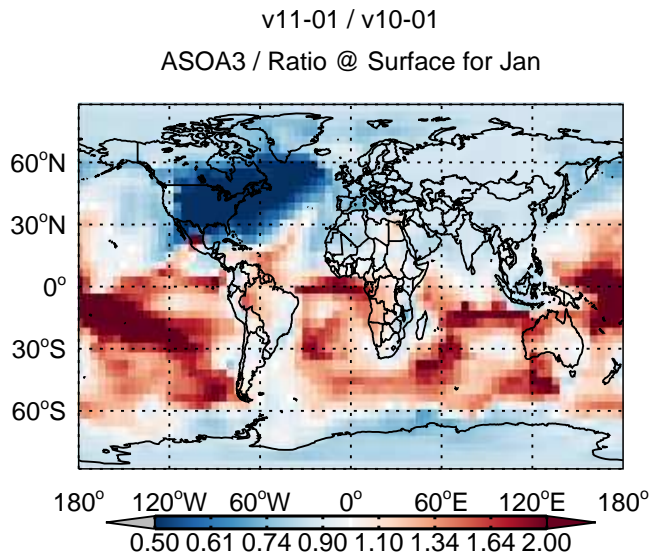 v11-01 / v10-01
ASOA3 / Ratio @ Surface for Jan
60°N
30°N
0°
30°S
60°S
180° 120°W 60°W 0° 60°E 120°E 180°
0.50 0.61 0.74 0.90 1.10 1.34 1.64 2.00